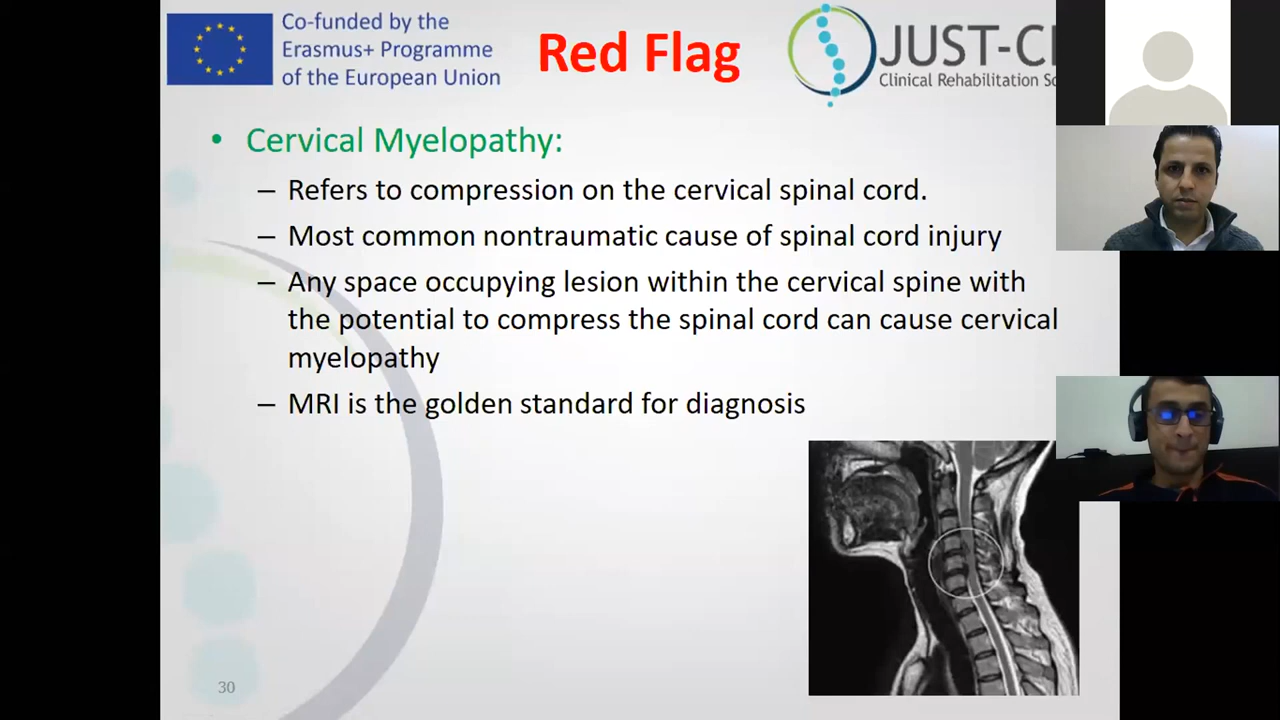 Co-funded by the
Erasmus+ Programme
of the European Union
Red Flag
JUST-C
Clinical Rehabilitation
• Cervical Myelopathy:
– Refers to compression on the cervical spinal cord.
– Most common nontraumatic cause of spinal cord injury
– Any space occupying lesion within the cervical spine with
the potential to compress the spinal cord can cause cervical
myelopathy
– MRI is the golden standard for diagnosis
30